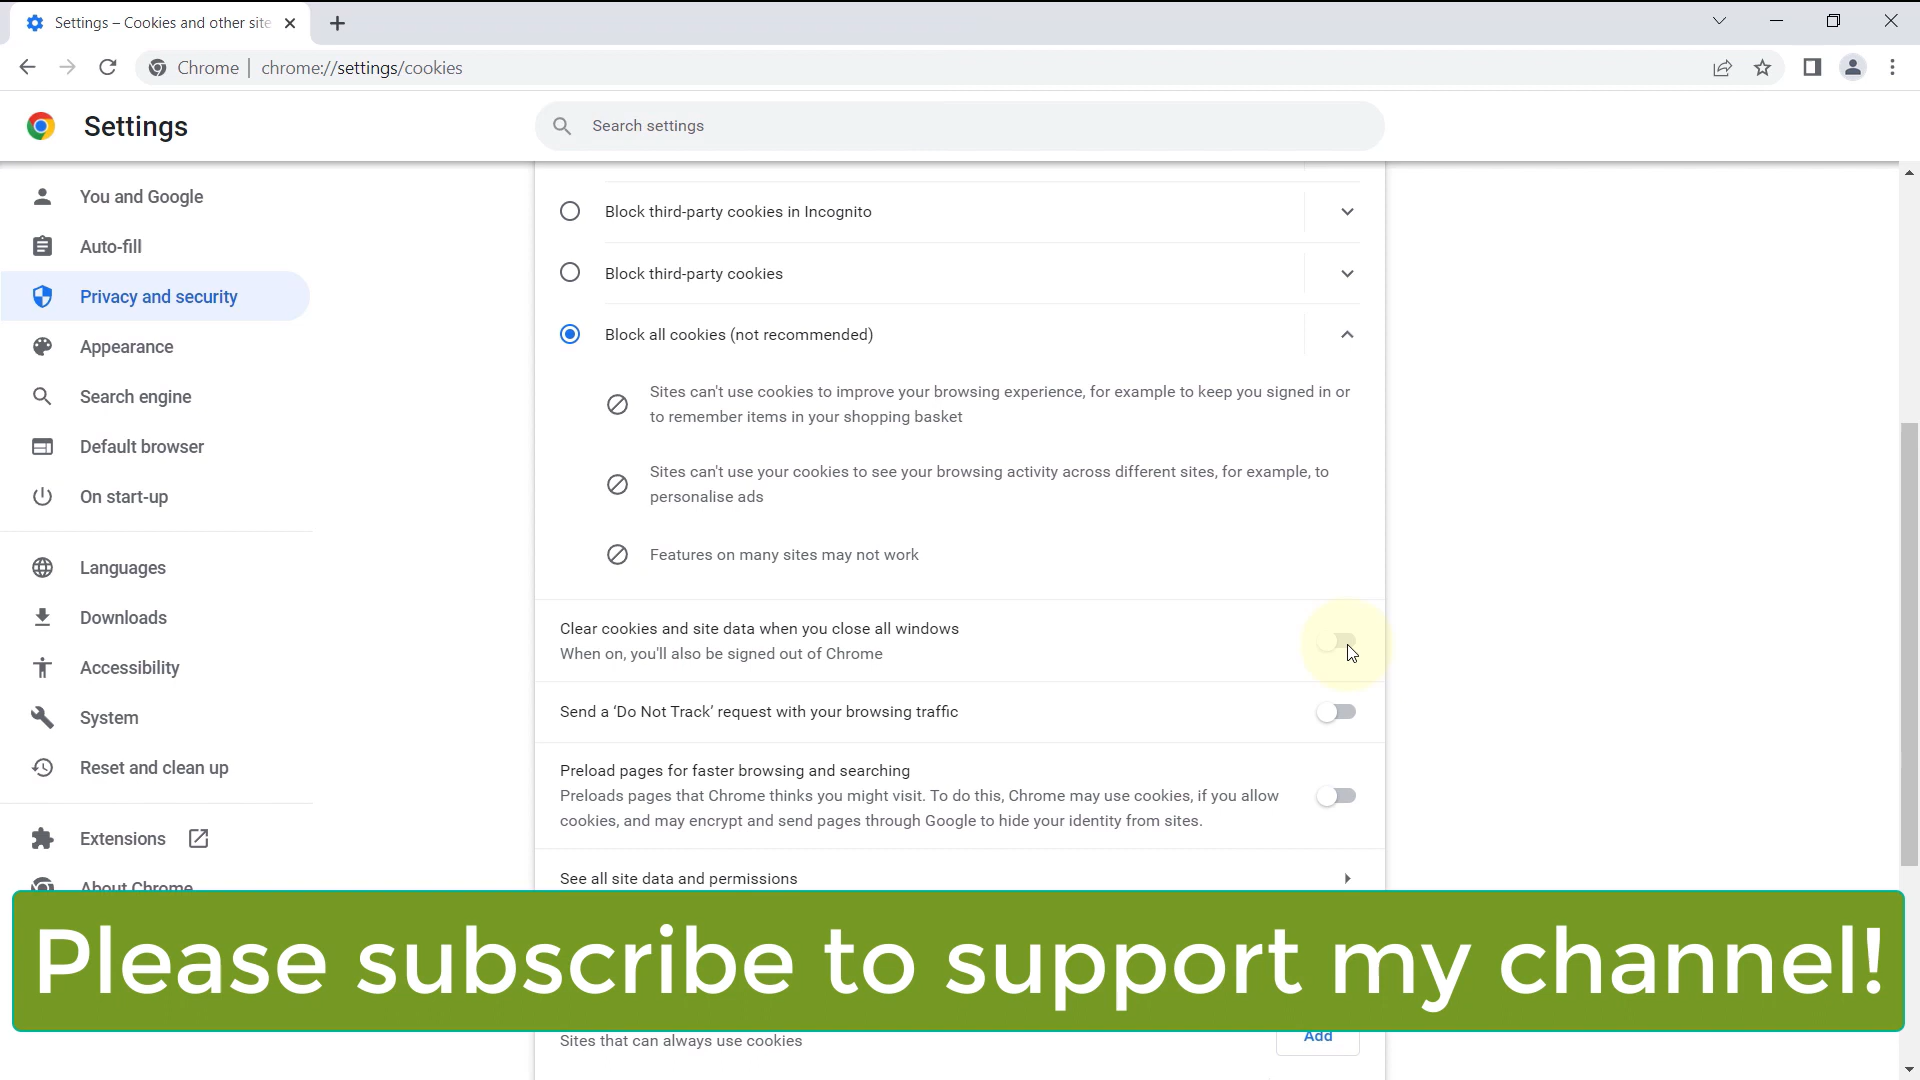 Settings – Cookies and other site
Chrome | chrome://settings/cookies
Settings
Search settings
You and Google
Auto-fill
Privacy and security
Appearance
Search engine
Default browser
On start-up
Languages
Downloads
Accessibility
System
Reset and clean up
Extensions
About Chrome
Block third-party cookies in Incognito
Block third-party cookies
Block all cookies (not recommended)
Sites can't use cookies to improve your browsing experience, for example to keep you signed in or
to remember items in your shopping basket
Sites can't use your cookies to see your browsing activity across different sites, for example, to
personalise ads
Features on many sites may not work
Clear cookies and site data when you close all windows
When on, you'll also be signed out of Chrome
Send a ‘Do Not Track’ request with your browsing traffic
Preload pages for faster browsing and searching
Preloads pages that Chrome thinks you might visit. To do this, Chrome may use cookies, if you allow
cookies, and may encrypt and send pages through Google to hide your identity from sites.
See all site data and permissions
Please subscribe to support my channel!
Sites that can always use cookies
Add